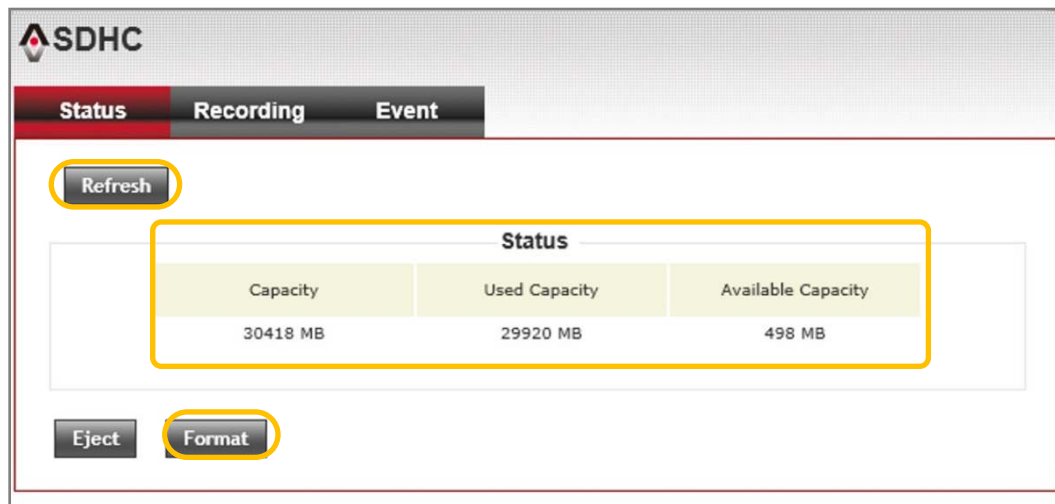 SDHC
Status Recording Event
Refresh
Status
Capacity Used Capacity Available Capacity
30418 MB 29920 MB 498 MB
Eject Format